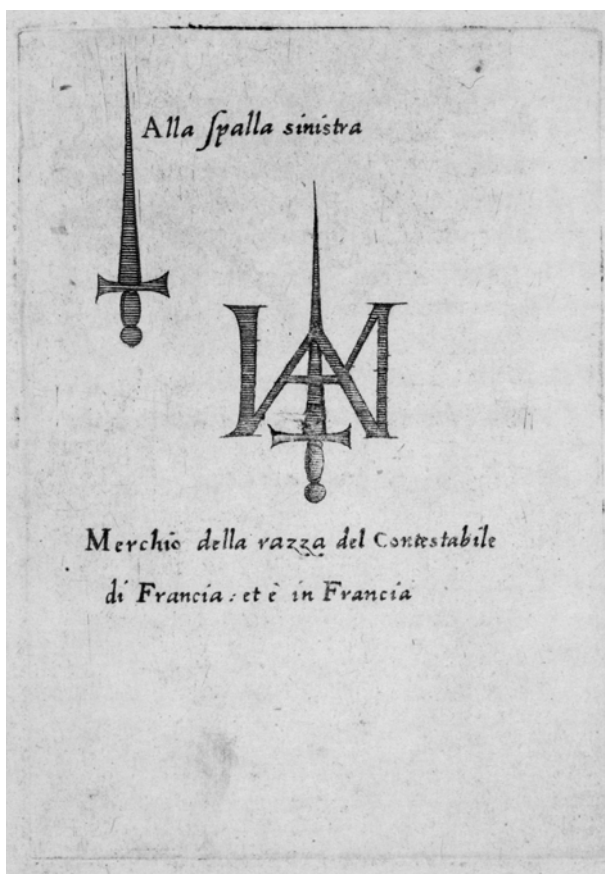 Alla ſpalla sinistra
Merchio della razza del Contestabile
di Francia: et è in Francia